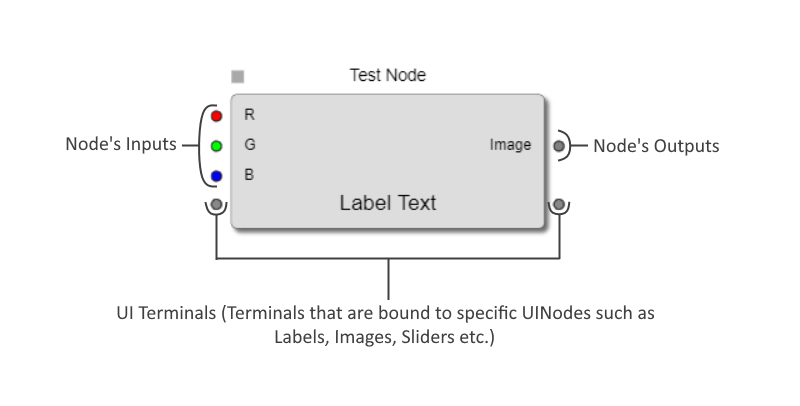 Test Node
R
Node's Inputs
G
Image
Node's Outputs
B
Label Text
UI Terminals (Terminals that are bound to specific UINodes such as
Labels, Images, Sliders etc.)